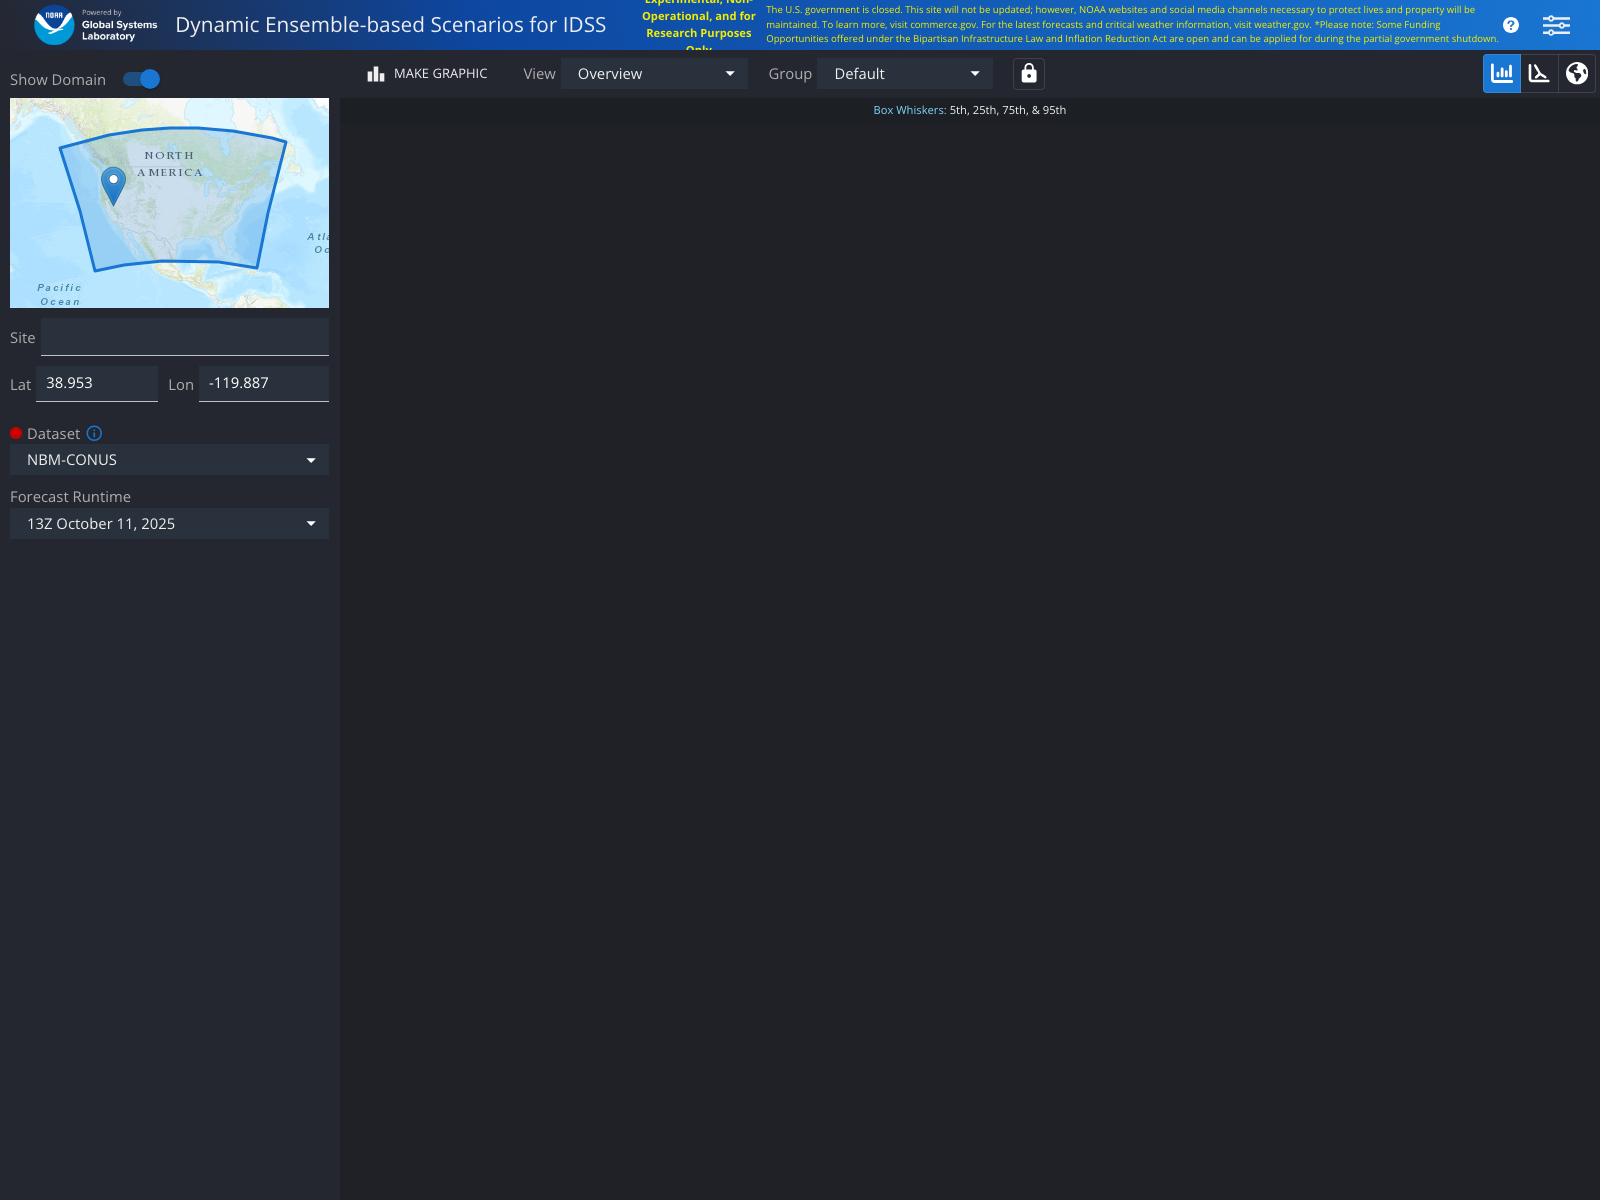 NOAA
Powered by
Global Systems
Laboratory
Dynamic Ensemble-based Scenarios for IDSS
Experimental, Non-
Operational, and for
Research Purposes
Only
The U.S. government is closed. This site will not be updated; however, NOAA websites and social media channels necessary to protect lives and property will be
maintained. To learn more, visit commerce.gov. For the latest forecasts and critical weather information, visit weather.gov. *Please note: Some Funding
Opportunities offered under the Bipartisan Infrastructure Law and Inflation Reduction Act are open and can be applied for during the partial government shutdown.
?
Show Domain
MAKE GRAPHIC
View
Overview
Group
Default
Box Whiskers: 5th, 25th, 75th, & 95th
NORTH
AMERICA
Atla
Oc
Pacific
Ocean
Site
Lat 38.953 Lon -119.887
Dataset
NBM-CONUS
Forecast Runtime
13Z October 11, 2025